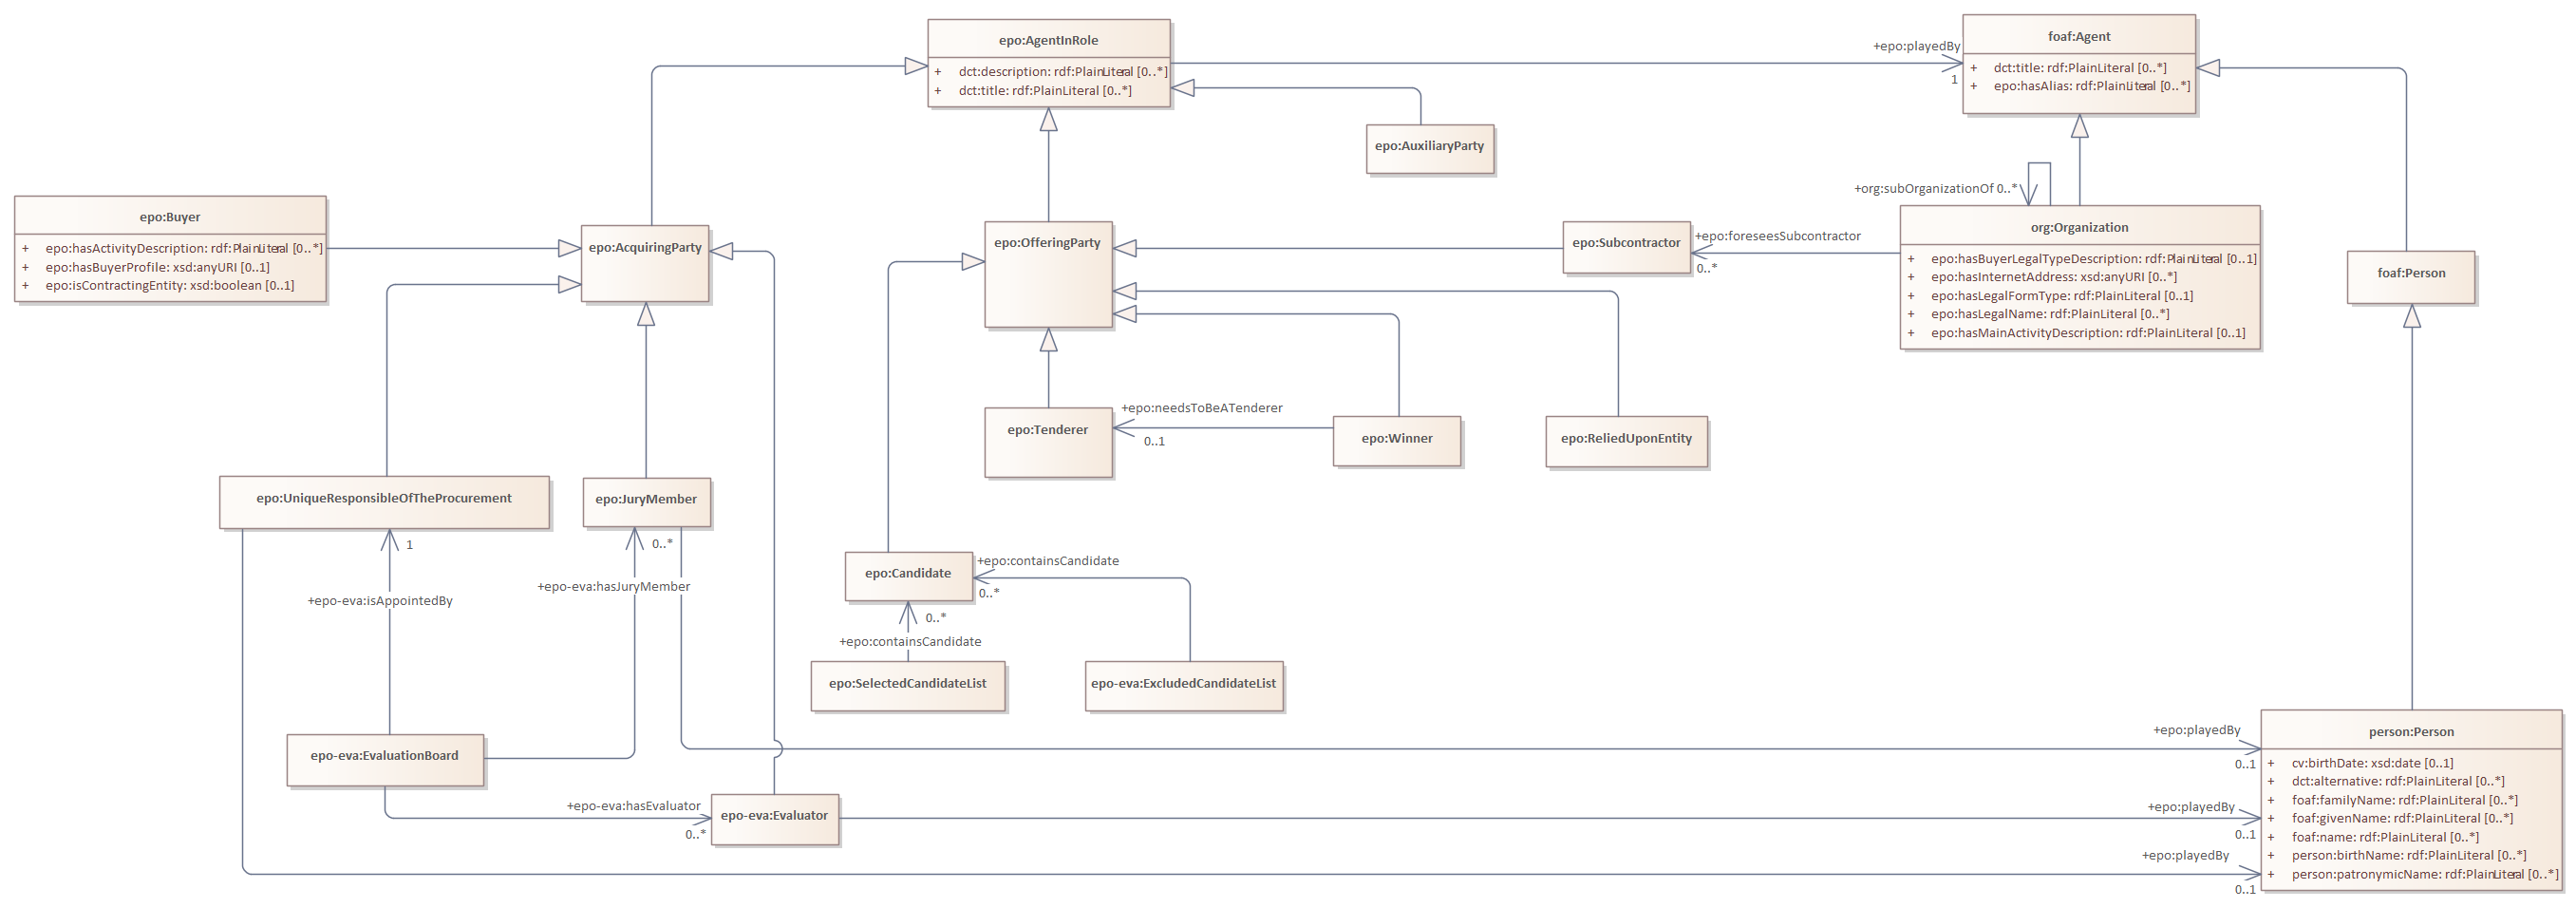 epo:AgentInRole
+ dct:description: rdf:PlainLiteral [0..*]
+ dct:title: rdf:PlainLiteral [0..*]
+epo:playedBy
1
foaf:Agent
+ dct:title: rdf:PlainLiteral [0..*]
+ epo:hasAlias: rdf:PlainLiteral [0..*]
epo:AuxiliaryParty
+org:subOrganizationOf 0..*
epo:Buyer
+ epo:hasActivityDescription: rdf:PlainLiteral [0..*]
+ epo:hasBuyerProfile: xsd:anyURI [0..1]
+ epo:isContractingEntity: xsd:boolean [0..1]
epo:AcquiringParty
epo:OfferingParty
epo:Subcontractor
+epo:foreseesSubcontractor
0..*
org:Organization
+ epo:hasBuyerLegalTypeDescription: rdf:PlainLiteral [0..1]
+ epo:hasInternetAddress: xsd:anyURI [0..*]
+ epo:hasLegalFormType: rdf:PlainLiteral [0..1]
+ epo:hasLegalName: rdf:PlainLiteral [0..*]
+ epo:hasMainActivityDescription: rdf:PlainLiteral [0..1]
foaf:Person
epo:Tenderer
+epo:needsToBeATenderer
0..1
epo:Winner
epo:ReliedUponEntity
epo:UniqueResponsibleOfTheProcurement
epo:JuryMember
1
0..*
+epo-eva:isAppointedBy
+epo-eva:hasJuryMember
epo:Candidate
+epo:containsCandidate
0..*
0..*
+epo:containsCandidate
epo:SelectedCandidateList
epo-eva:ExcludedCandidateList
epo-eva:EvaluationBoard
+epo-eva:hasEvaluator
0..*
epo-eva:Evaluator
+epo:playedBy
0..1
+epo:playedBy
0..1
+epo:playedBy
0..1
person:Person
+ cv:birthDate: xsd:date [0..1]
+ dct:alternative: rdf:PlainLiteral [0..*]
+ foaf:familyName: rdf:PlainLiteral [0..*]
+ foaf:givenName: rdf:PlainLiteral [0..*]
+ foaf:name: rdf:PlainLiteral [0..*]
+ person:birthName: rdf:PlainLiteral [0..*]
+ person:patronymicName: rdf:PlainLiteral [0..*]